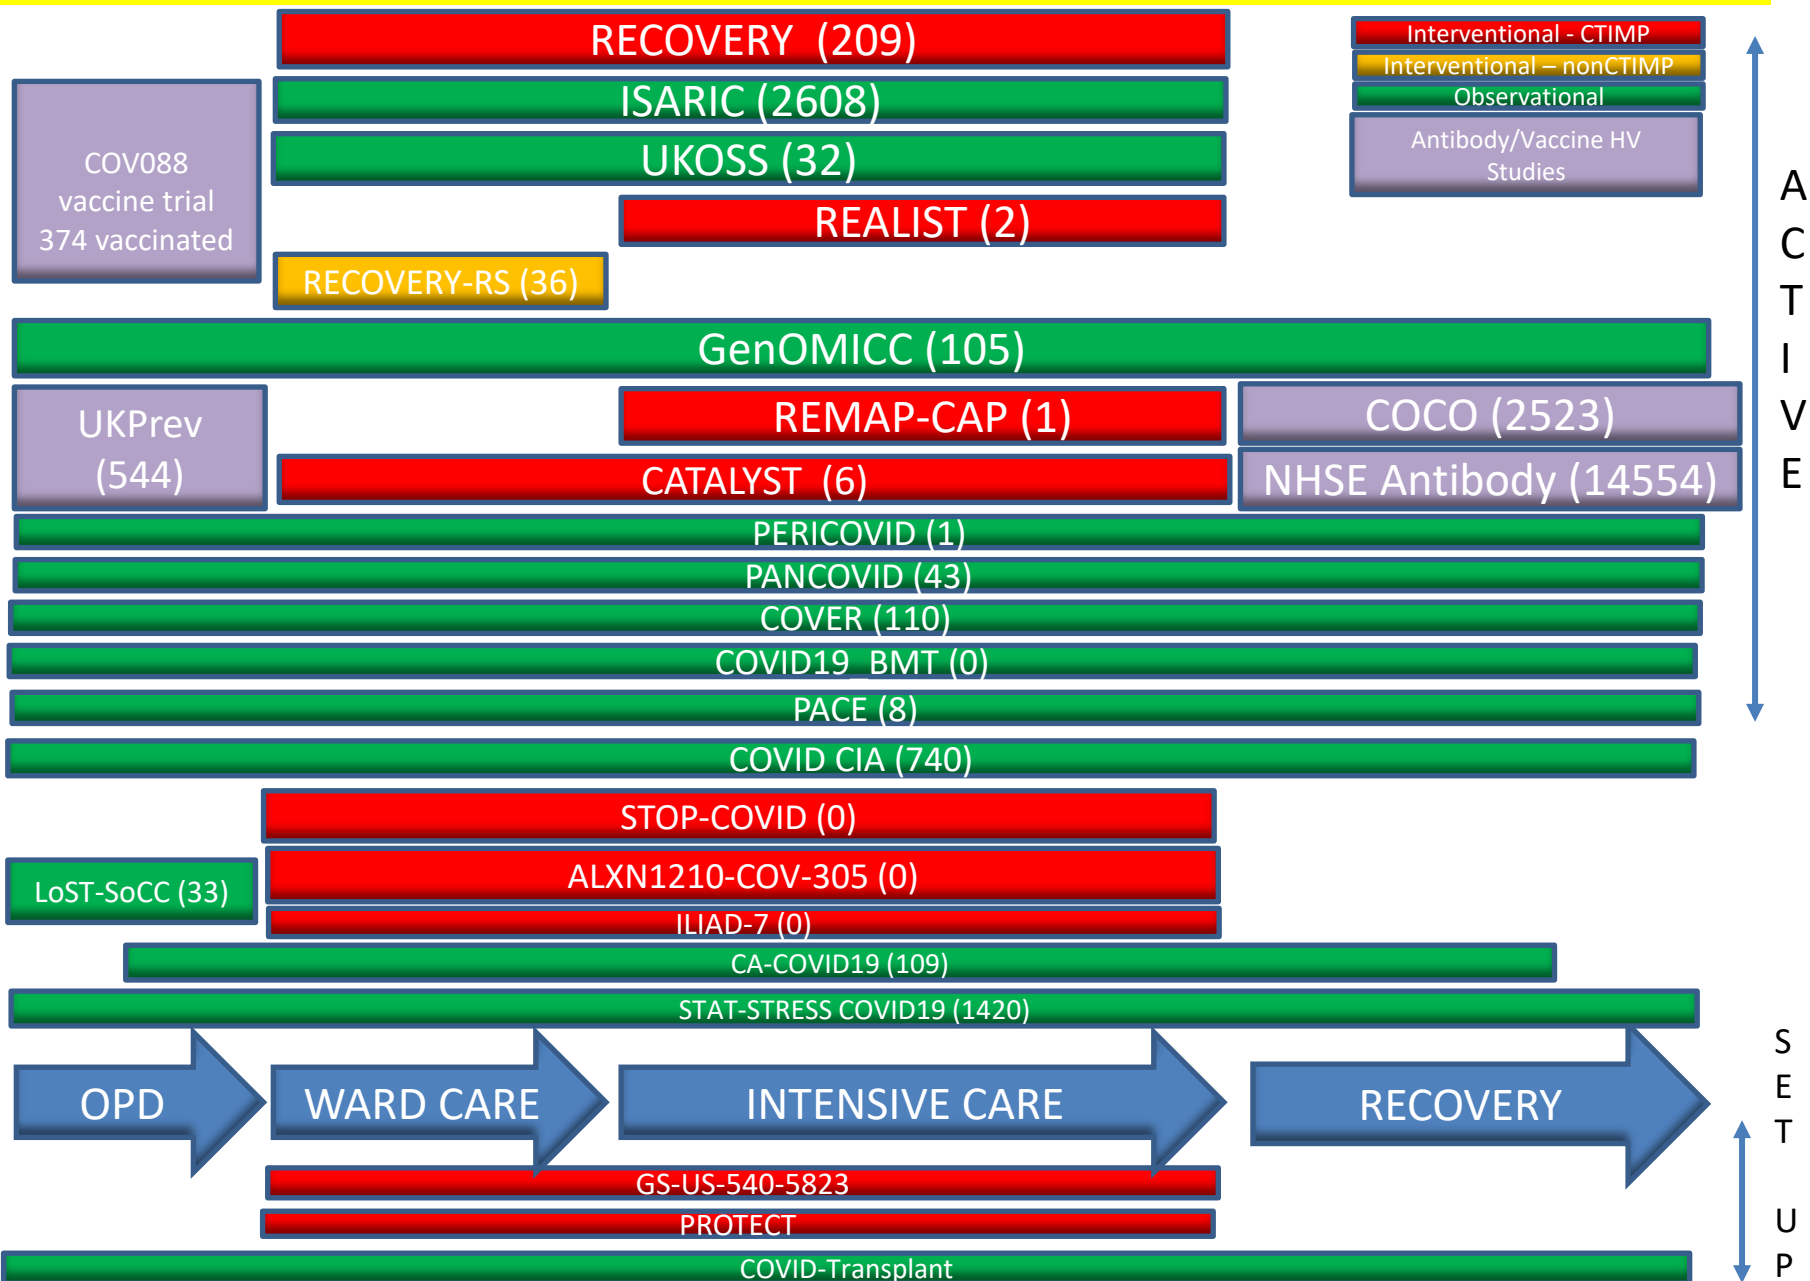 RECOVERY (209)
Interventional - CTIMP
Interventional – nonCTIMP
Observational
Antibody/Vaccine HV
Studies
ISARIC (2608)
COV088
vaccine trial
374 vaccinated
UKOSS (32)
REALIST (2)
RECOVERY-RS (36)
GenOMICC (105)
UKPrev
(544)
REMAP-CAP (1)
COCO (2523)
CATALYST (6)
NHSE Antibody (14554)
PERICOVID (1)
PANCOVID (43)
COVER (110)
COVID19_BMT (0)
PACE (8)
A
C
T
I
V
E
COVID CIA (740)
STOP-COVID (0)
LoST-SoCC (33)
ALXN1210-COV-305 (0)
ILIAD-7 (0)
CA-COVID19 (109)
STAT-STRESS COVID19 (1420)
OPD
WARD CARE
INTENSIVE CARE
RECOVERY
GS-US-540-5823
PROTECT
COVID-Transplant
S
E
T
U
P